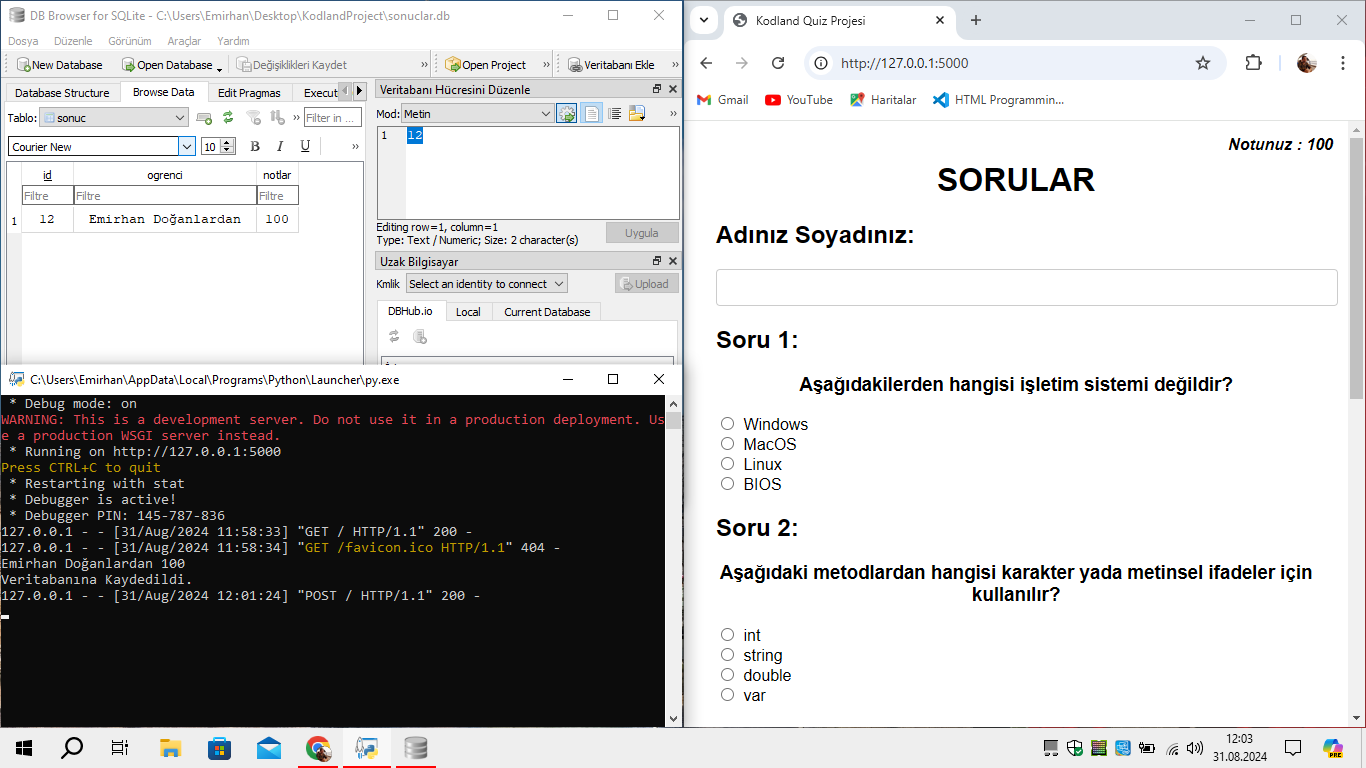 DB Browser for SQLite - C:\Users\Emirhan\Desktop\KodlandProject\sonuclar.db
Dosya Düzenle Görünüm Araçlar Yardım
New Database Open Database Değişiklikleri Kaydet » Open Project » Veritabanı Ekle »
Database Structure Browse Data Edit Pragmas Execut
Tablo: sonuc » Filter in ...
Courier New 10 B I U »
id ogrenci notlar
Filtre Filtre Filtre
1 12 Emirhan Doğanlardan 100
Veritabanı Hücresini Düzenle
Mod: Metin »
1 12
Editing row=1, column=1
Type: Text / Numeric; Size: 2 character(s)
Uygula
Uzak Bilgisayar
Kmlik Select an identity to connect Upload
DBHub.io Local Current Database
C:\Users\Emirhan\AppData\Local\Programs\Python\Launcher\py.exe
* Debug mode: on
WARNING: This is a development server. Do not use it in a production deployment. Us
e a production WSGI server instead.
* Running on http://127.0.0.1:5000
Press CTRL+C to quit
* Restarting with stat
* Debugger is active!
* Debugger PIN: 145-787-836
127.0.0.1 - - [31/Aug/2024 11:58:33] "GET / HTTP/1.1" 200 -
127.0.0.1 - - [31/Aug/2024 11:58:34] "GET /favicon.ico HTTP/1.1" 404 -
Emirhan Doğanlardan 100
Veritabanına Kaydedildi.
127.0.0.1 - - [31/Aug/2024 12:01:24] "POST / HTTP/1.1" 200 -
Kodland Quiz Projesi
http://127.0.0.1:5000
Gmail YouTube Haritalar HTML Programmin...
Notunuz : 100
SORULAR
Adınız Soyadınız:
Soru 1:
Aşağıdakilerden hangisi işletim sistemi değildir?
Windows
MacOS
Linux
BIOS
Soru 2:
Aşağıdaki metodlardan hangisi karakter yada metinsel ifadeler için
kullanılır?
int
string
double
var
12:03
31.08.2024
PRE